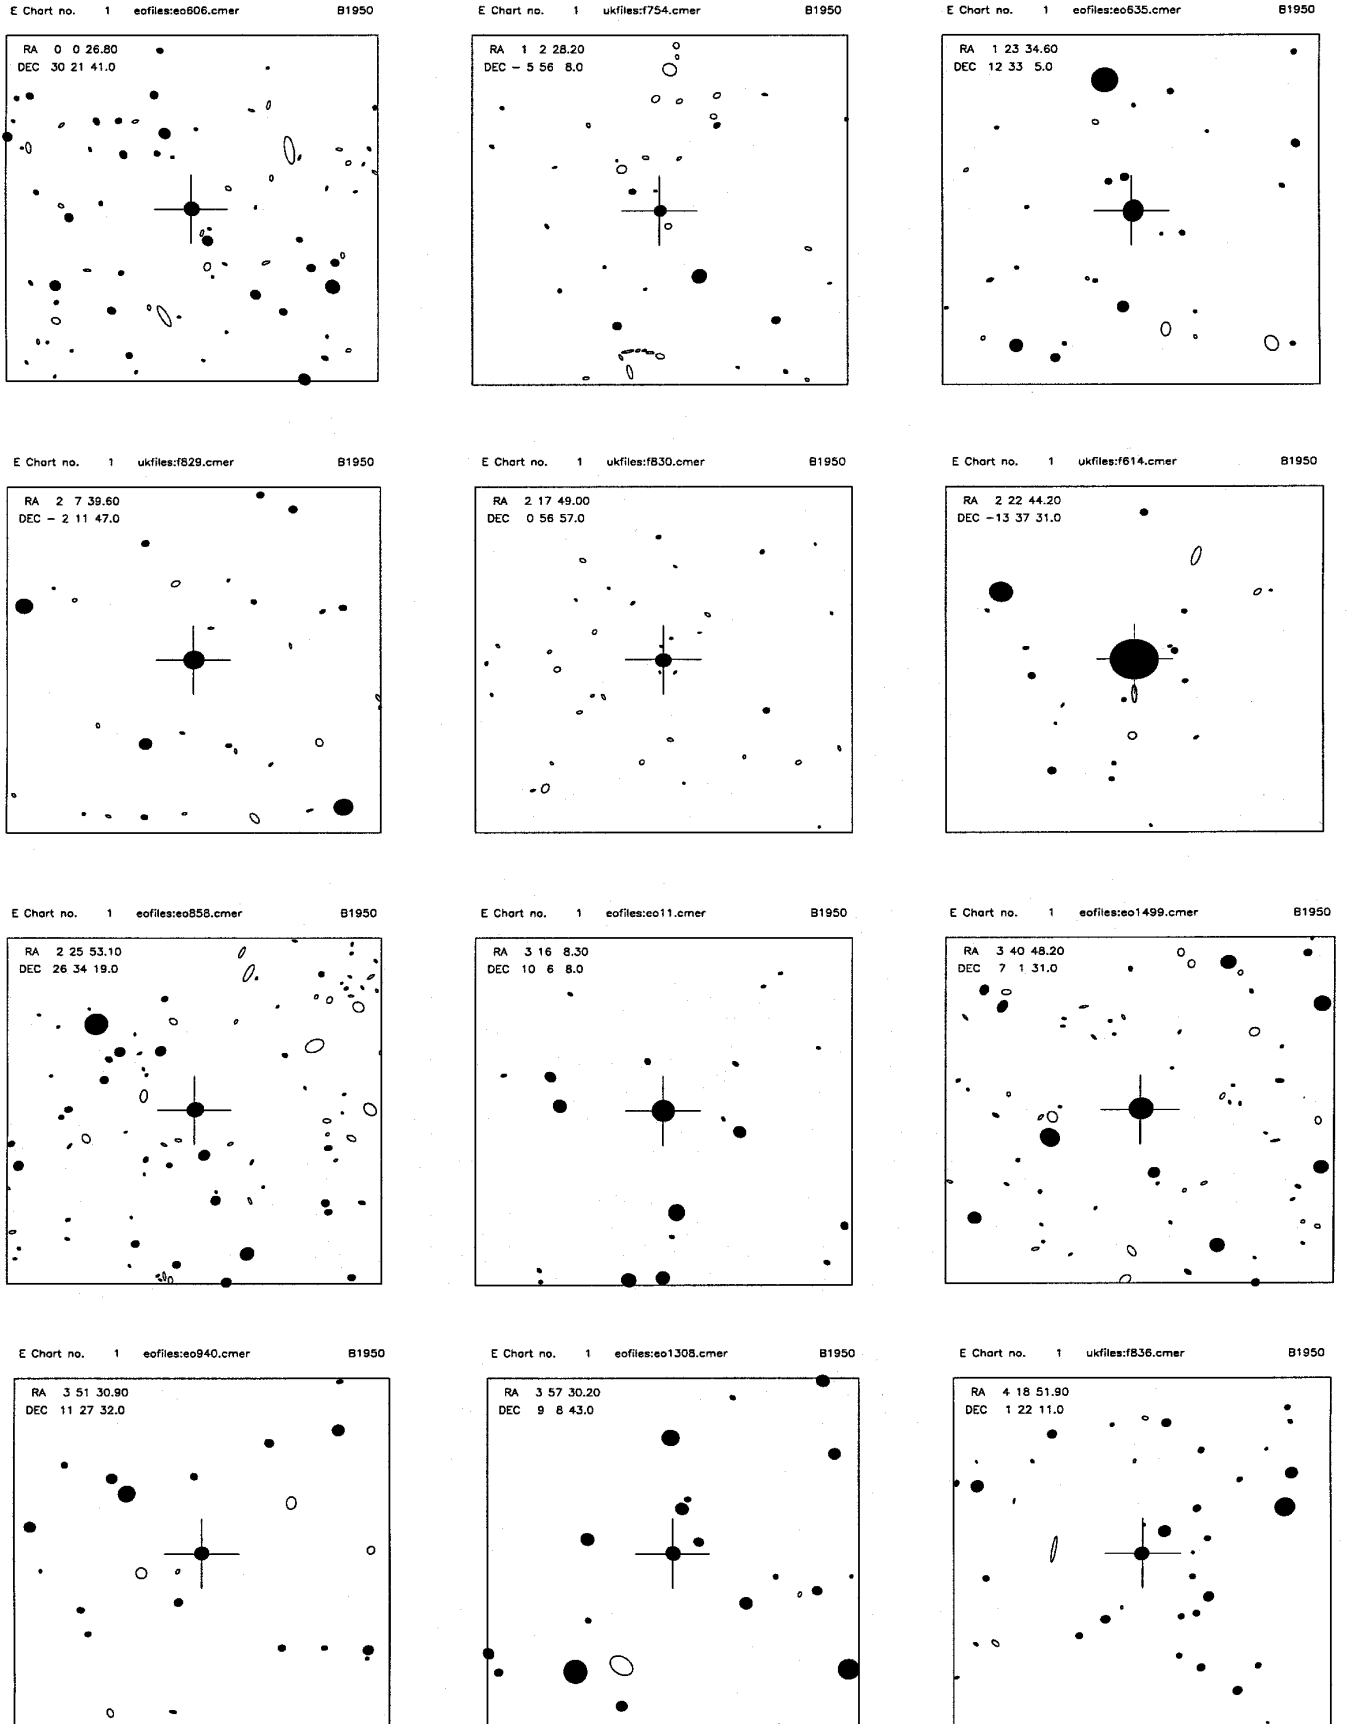 E Chart no. 1 eofiles:eo606.cmer B1950
RA 0 0 26.80
DEC 30 21 41.0
E Chart no. 1 ukfiles:f754.cmer B1950
RA 1 2 28.20
DEC - 5 56 8.0
E Chart no. 1 eofiles:eo635.cmer B1950
RA 1 23 34.60
DEC 12 33 5.0
E Chart no. 1 ukfiles:f829.cmer B1950
RA 2 7 39.60
DEC - 2 11 47.0
E Chart no. 1 ukfiles:f830.cmer B1950
RA 2 17 49.00
DEC 0 56 57.0
E Chart no. 1 ukfiles:f614.cmer B1950
RA 2 22 44.20
DEC -13 37 31.0
E Chart no. 1 eofiles:eo858.cmer B1950
RA 2 25 53.10
DEC 26 34 19.0
E Chart no. 1 eofiles:eo11.cmer B1950
RA 3 16 8.30
DEC 10 6 8.0
E Chart no. 1 eofiles:eo1499.cmer B1950
RA 3 40 48.20
DEC 7 1 31.0
E Chart no. 1 eofiles:eo940.cmer B1950
RA 3 51 30.90
DEC 11 27 32.0
E Chart no. 1 eofiles:eo1308.cmer B1950
RA 3 57 30.20
DEC 9 8 43.0
E Chart no. 1 ukfiles:f836.cmer B1950
RA 4 18 51.90
DEC 1 22 11.0